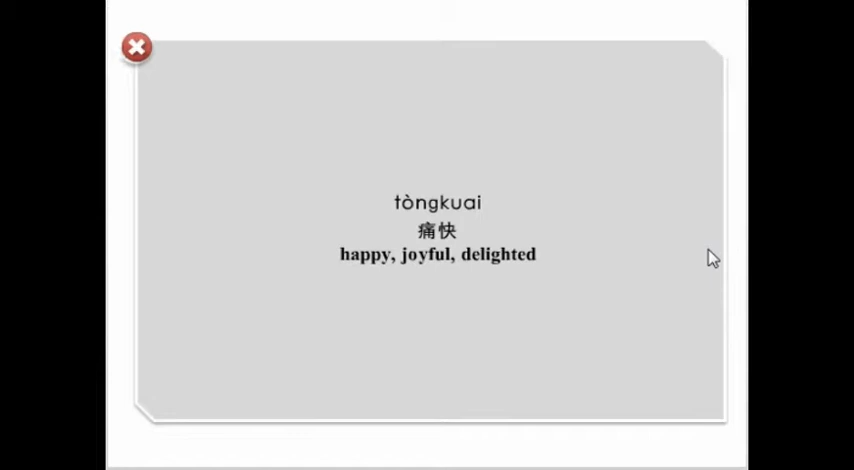 tòngkuai
痛快
happy, joyful, delighted